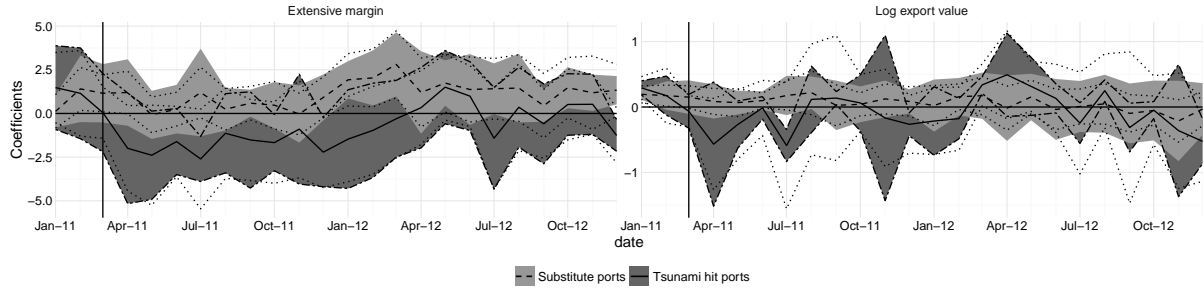 Extensive margin
Log export value
Coefficients
5.0
2.5
0.0
−2.5
−5.0
1
0
−1
Jan−11
Apr−11
Jul−11
Oct−11
Jan−12
Apr−12
Jul−12
Oct−12
Jan−11
Apr−11
Jul−11
Oct−11
Jan−12
Apr−12
Jul−12
Oct−12
date
Substitute ports
Tsunami hit ports